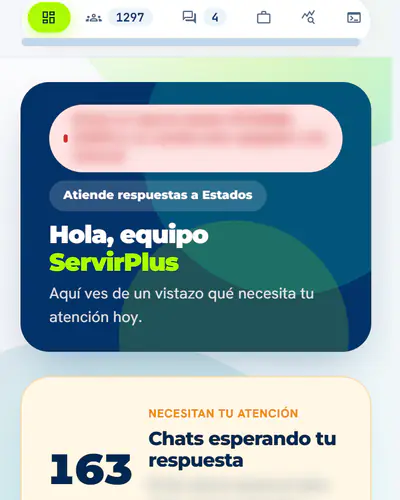 1297
4
Atiende respuestas a Estados
Hola, equipo
ServirPlus
Aquí ves de un vistazo qué necesita tu
atención hoy.
NECESITAN TU ATENCIÓN
Chats esperando tu
respuesta
163